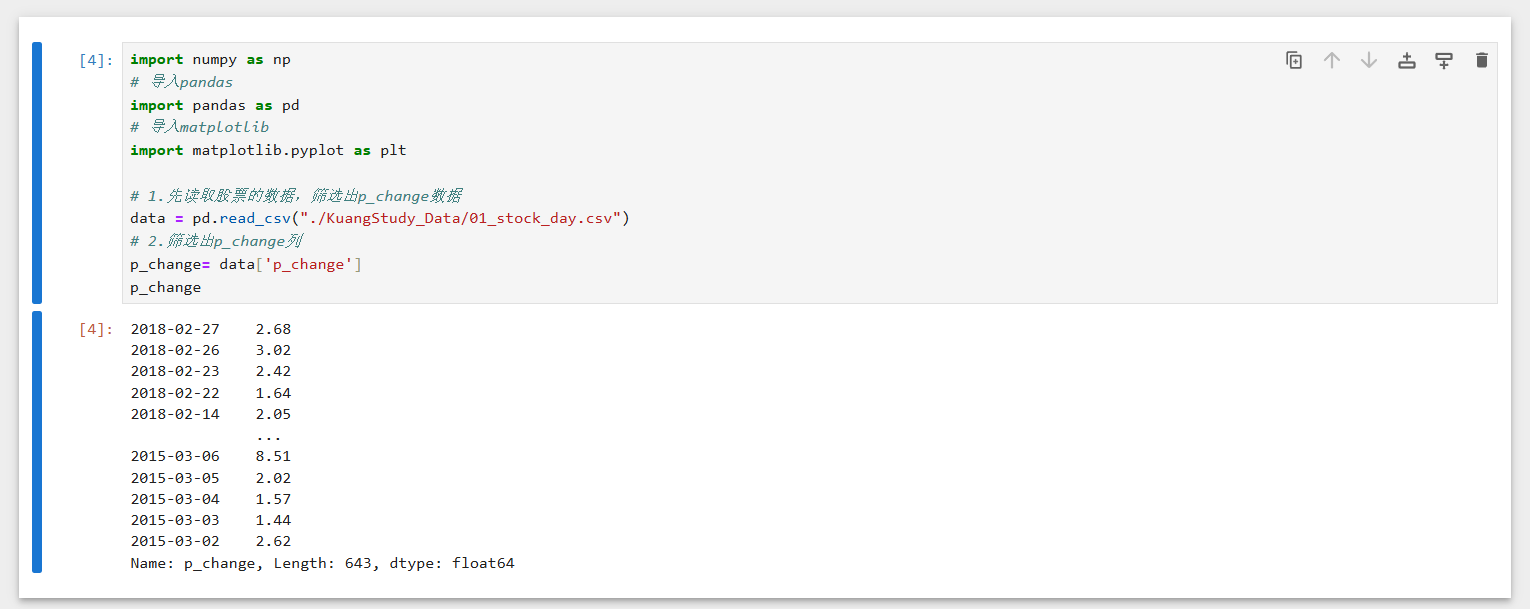 [4]: import numpy as np
# 导入pandas
import pandas as pd
# 导入matplotlib
import matplotlib.pyplot as plt
# 1.先读取股票的数据，筛选出p_change数据
data = pd.read_csv("./KuangStudy_Data/01_stock_day.csv")
# 2.筛选出p_change列
p_change= data['p_change']
p_change
[4]: 2018-02-27    2.68
2018-02-26    3.02
2018-02-23    2.42
2018-02-22    1.64
2018-02-14    2.05
...
2015-03-06    8.51
2015-03-05    2.02
2015-03-04    1.57
2015-03-03    1.44
2015-03-02    2.62
Name: p_change, Length: 643, dtype: float64